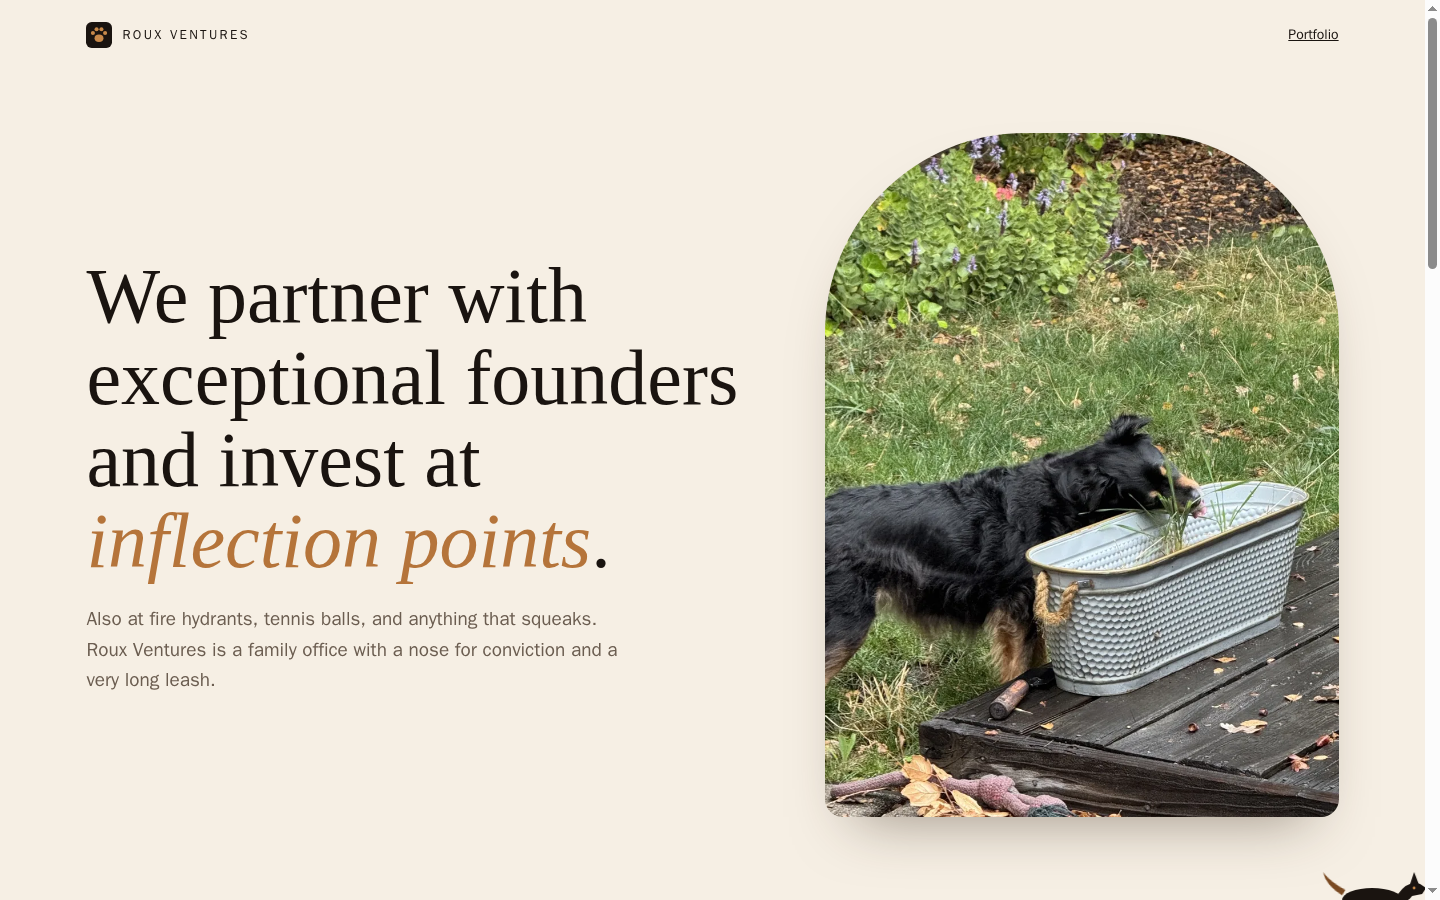 ROUX VENTURES
Portfolio
We partner with
exceptional founders
and invest at
inflection points.
Also at fire hydrants, tennis balls, and anything that squeaks.
Roux Ventures is a family office with a nose for conviction and a
very long leash.